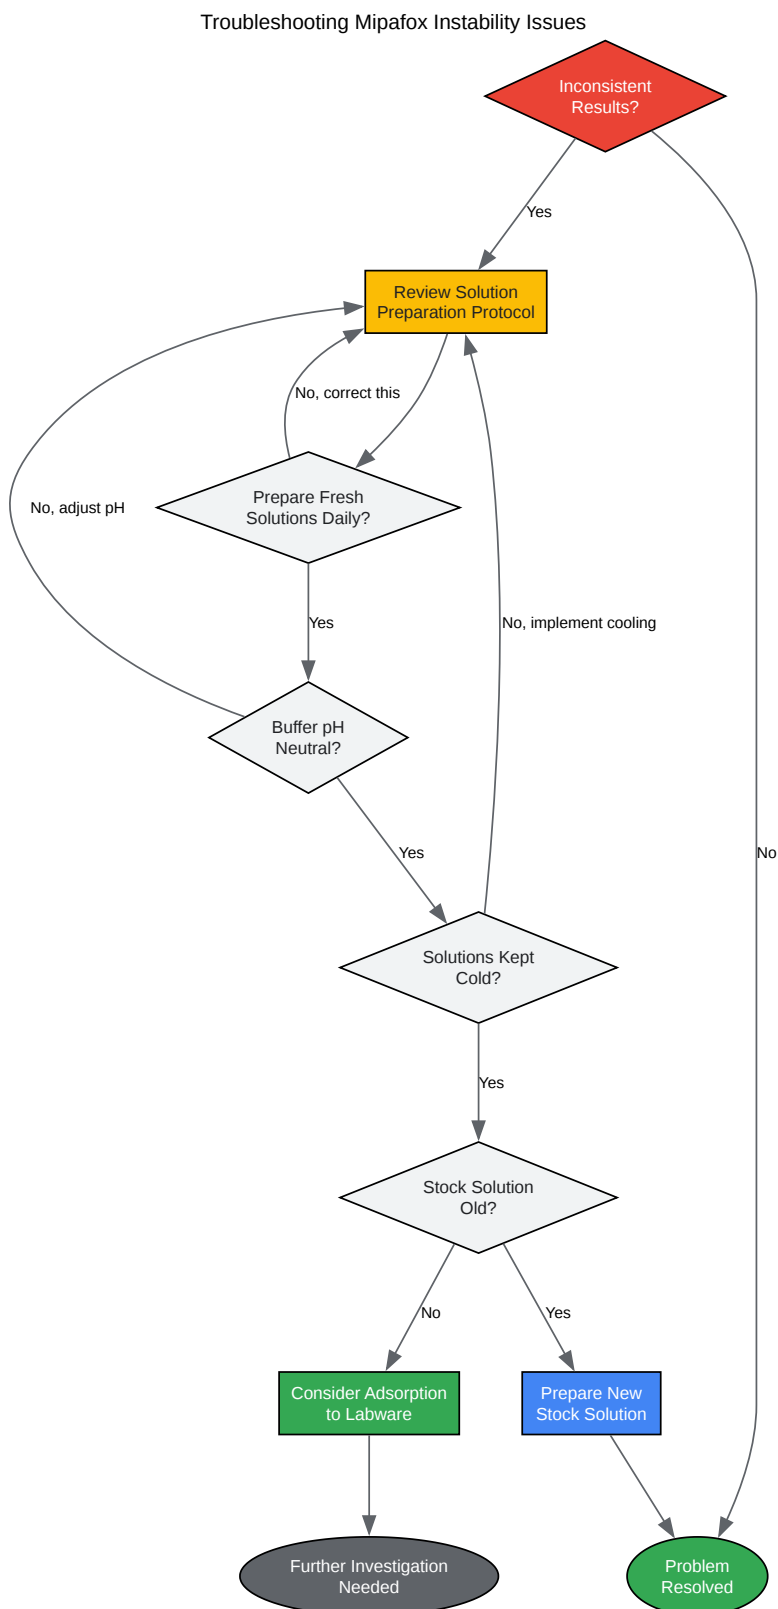 Troubleshooting Mipafox Instability Issues
Inconsistent
Results?
Yes
Review Solution
Preparation Protocol
No, correct this
Prepare Fresh
Solutions Daily?
No, adjust pH
Yes
No, implement cooling
Buffer pH
Neutral?
Yes
No
Solutions Kept
Cold?
Yes
Stock Solution
Old?
No
Yes
Consider Adsorption
to Labware
Prepare New
Stock Solution
Further Investigation
Needed
Problem
Resolved